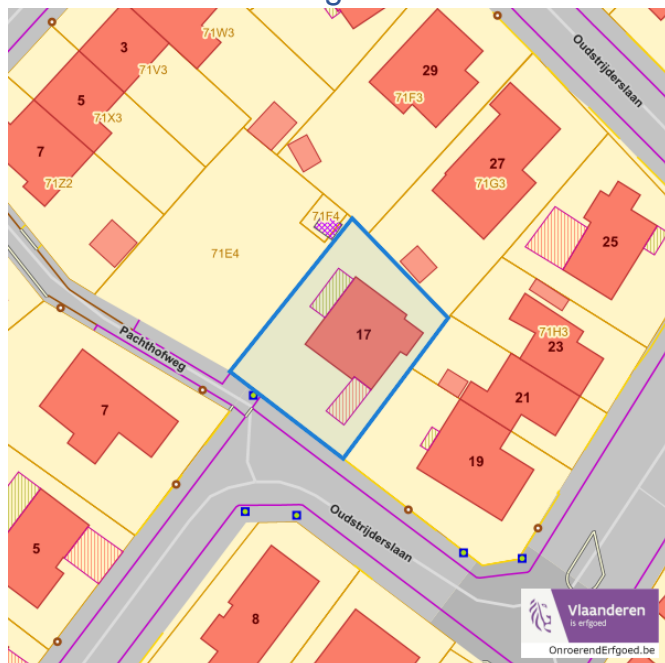 71W3
3
71V3
5
71X3
7
71Z2
29
71F3
Oudstrijderslaan
27
71G3
25
71F4
71E4
17
71H3
23
21
19
Pachthofweg
7
5
Oudstrijderslaan
8
Vlaanderen
is erfgoed
OnroerendErfgoed.be